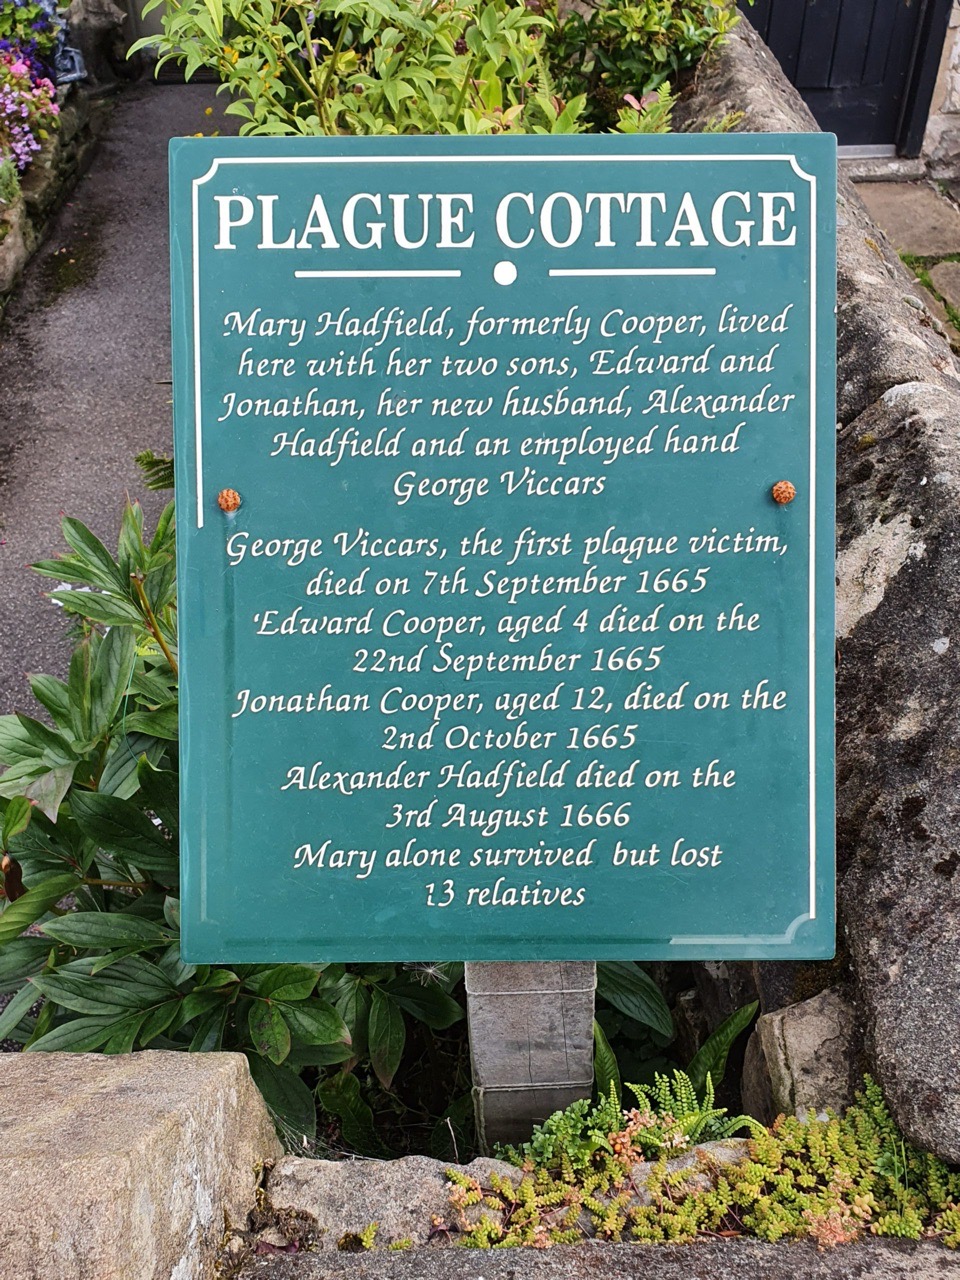 PLAGUE COTTAGE
Mary Hadfield, formerly Cooper, lived
here with her two sons, Edward and
Jonathan, her new husband, Alexander
Hadfield and an employed hand
George Viccars
George Viccars, the first plague victim,
died on 7th September 1665
'Edward Cooper, aged 4 died on the
22nd September 1665
Jonathan Cooper, aged 12, died on the
2nd October 1665
Alexander Hadfield died on the
3rd August 1666
Mary alone survived but lost
13 relatives